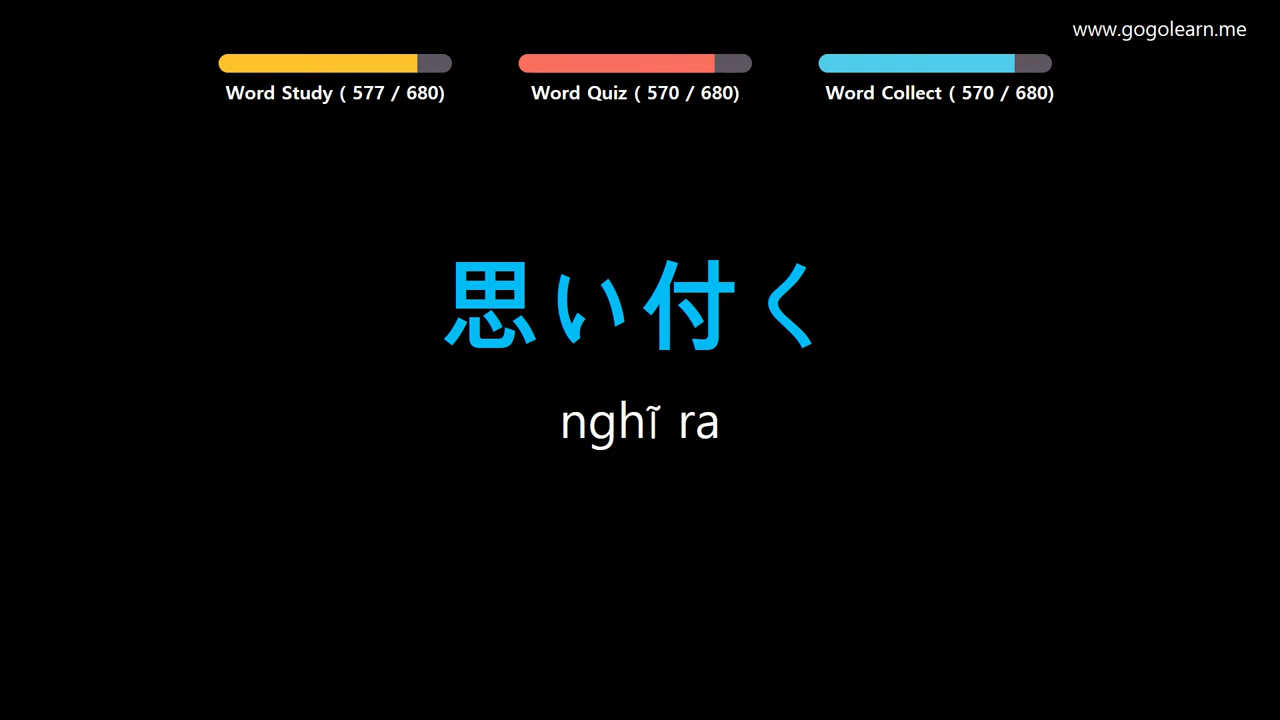 www.gogolearn.me
Word Study ( 577 / 680)
Word Quiz ( 570 / 680)
Word Collect ( 570 / 680)
思い付く
nghĩ ra